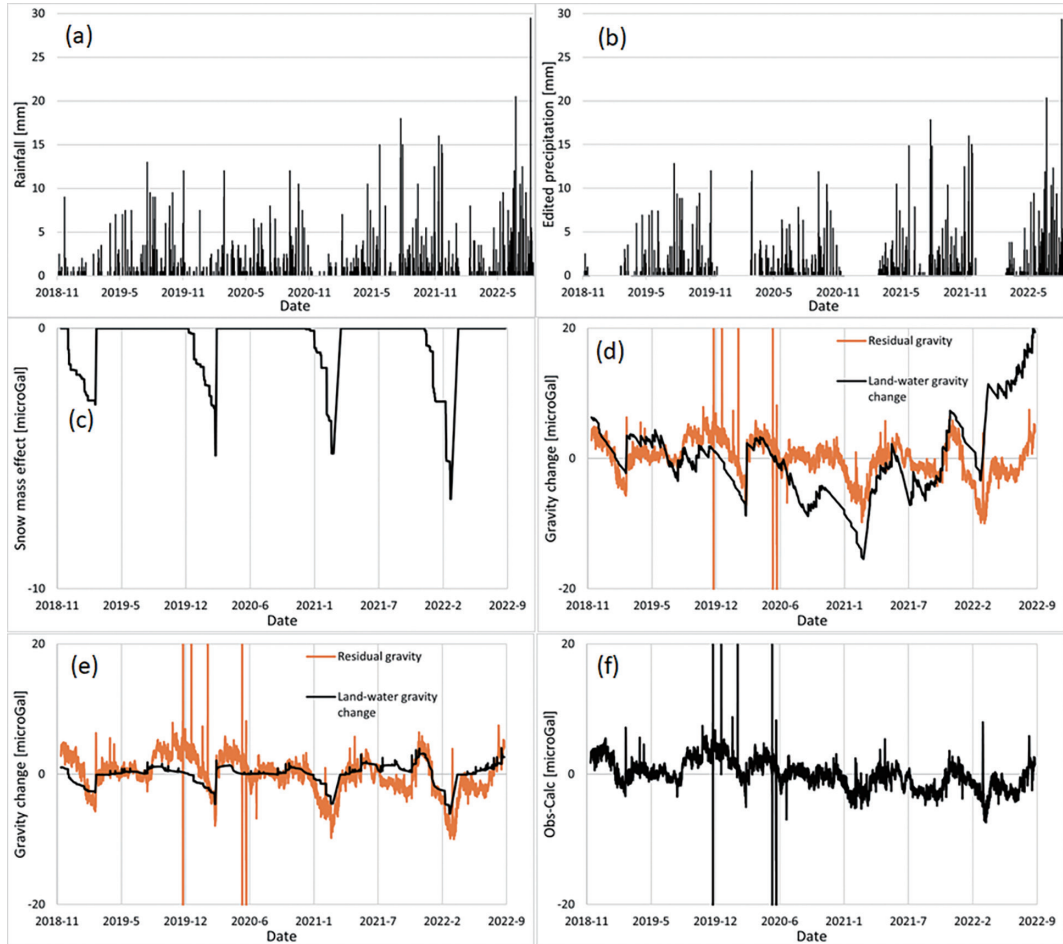 (a)
Rainfall [mm]
30
25
20
15
10
5
0
2018-11 2019-5 2019-11 2020-5 2020-11 2021-5 2021-11 2022-5
Date
(b)
Edited precipitation [mm]
30
25
20
15
10
5
0
2018-11 2019-5 2019-11 2020-5 2020-11 2021-5 2021-11 2022-5
Date
(c)
Snow mass effect [microGal]
0
-10
2018-11 2019-5 2019-12 2020-6 2021-1 2021-7 2022-2 2022-9
Date
(d)
Gravity change [microGal]
20
0
-20
Residual gravity
Land-water gravity
change
2018-11 2019-5 2019-12 2020-6 2021-1 2021-7 2022-2 2022-9
Date
(e)
Gravity change [microGal]
20
0
-20
Residual gravity
Land-water gravity
change
2018-11 2019-5 2019-12 2020-6 2021-1 2021-7 2022-2 2022-9
Date
(f)
Obs-Calc [microGal]
20
0
-20
2018-11 2019-5 2019-12 2020-6 2021-1 2021-7 2022-2 2022-9
Date